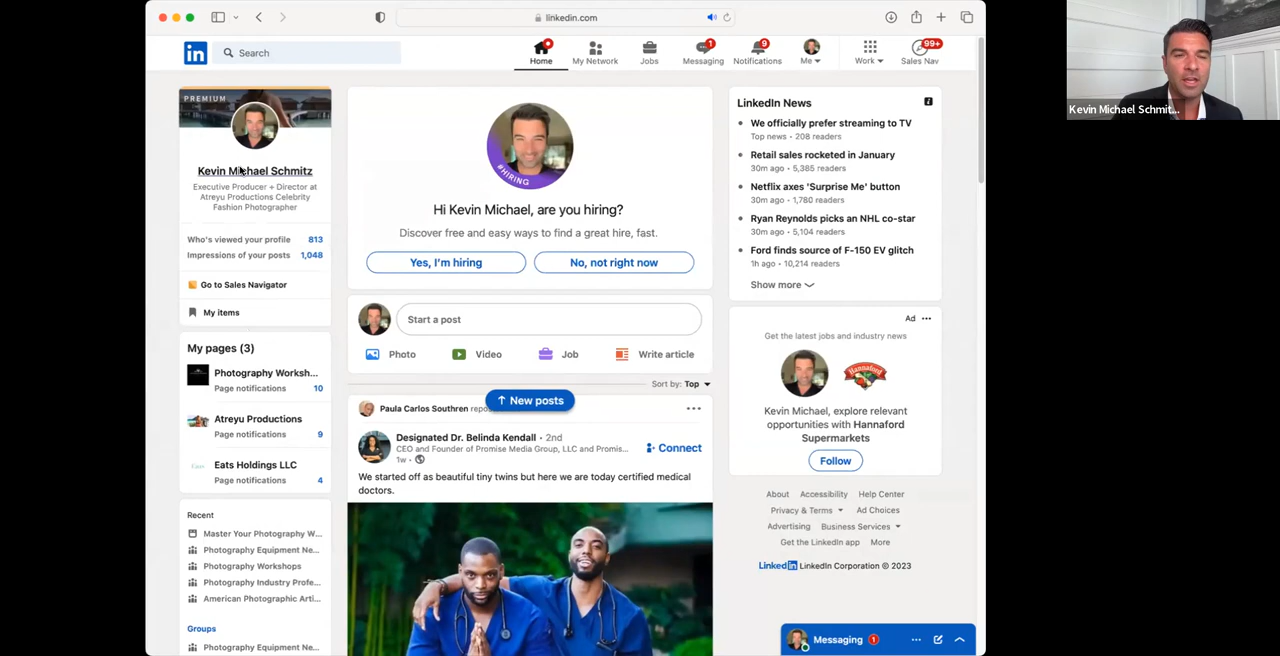 linkedin.com
in
Search
Home
My Network
Jobs
1
Messaging
9
Notifications
Me
Work
99+
Sales Nav
PREMIUM
Kevin Michael Schmitz
Executive Producer + Director at
Atreyu Productions Celebrity
Fashion Photographer
Who's viewed your profile 813
Impressions of your posts 1,048
Go to Sales Navigator
My items
My pages (3)
Photography Worksh...
Page notifications 10
Atreyu Productions
Page notifications 9
Eats Holdings LLC
Page notifications 4
Recent
Master Your Photography W...
Photography Equipment Ne...
Photography Workshops
Photography Industry Profe...
American Photographic Arti...
Groups
Photography Equipment Ne...
#HIRING
Hi Kevin Michael, are you hiring?
Discover free and easy ways to find a great hire, fast.
Yes, I'm hiring
No, not right now
Start a post
Photo
Video
Job
Write article
Sort by: Top
↑ New posts
Paula Carlos Southren repo
Designated Dr. Belinda Kendall • 2nd
CEO and Founder of Promise Media Group, LLC and Promis...
1w •
Connect
We started off as beautiful tiny twins but here we are today certified medical
doctors.
LinkedIn News
We officially prefer streaming to TV
Top news • 208 readers
Retail sales rocketed in January
30m ago • 5,385 readers
Netflix axes 'Surprise Me' button
30m ago • 1,780 readers
Ryan Reynolds picks an NHL co-star
30m ago • 5,104 readers
Ford finds source of F-150 EV glitch
1h ago • 10,214 readers
Show more
Ad
Get the latest jobs and industry news
Hannaford
Kevin Michael, explore relevant
opportunities with Hannaford
Supermarkets
Follow
About Accessibility Help Center
Privacy & Terms Ad Choices
Advertising Business Services
Get the LinkedIn app More
LinkedIn LinkedIn Corporation © 2023
Messaging 1
Kevin Michael Schmit...